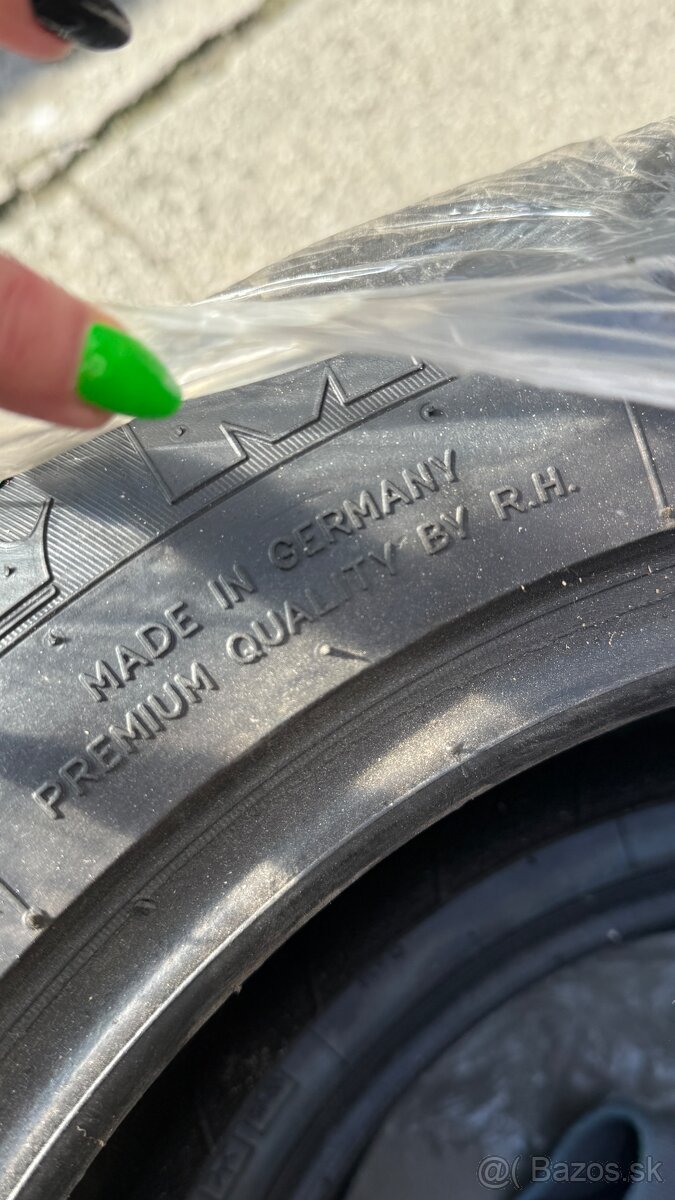 MADE IN GERMANY
PREMIUM QUALITY BY R.H.
@( Bazos.sk